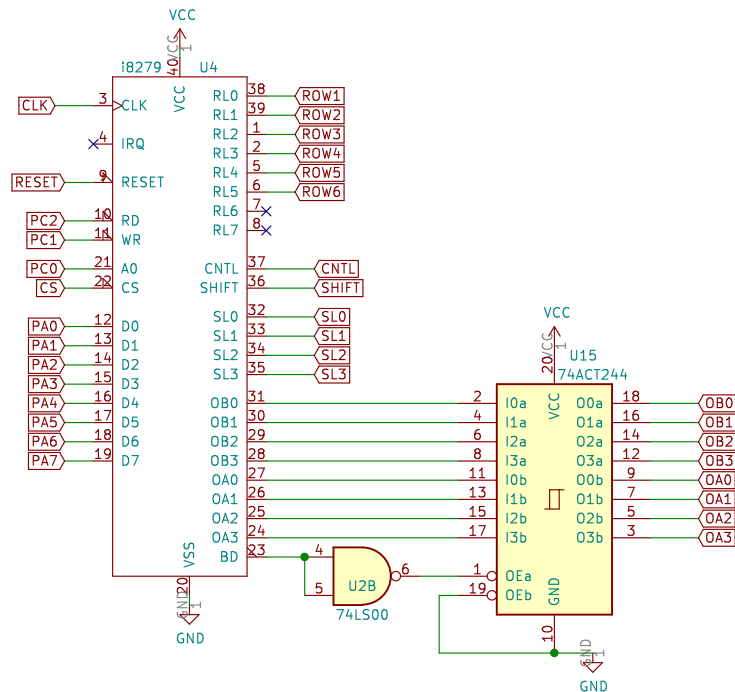 VCC
VCC
1
40
i8279
U4
VCC
CLK 3 CLK
4 IRQ
RESET 9 RESET
PC2 10 RD
PC1 11 WR
PC0 21 A0
CS 22 CS
PA0 12 D0
PA1 13 D1
PA2 14 D2
PA3 15 D3
PA4 16 D4
PA5 17 D5
PA6 18 D6
PA7 19 D7
RL0 38 ROW1
RL1 39 ROW2
RL2 1 ROW3
RL3 2 ROW4
RL4 5 ROW5
RL5 6 ROW6
RL6 7
RL7 8
CNTL 37 CNTL
SHIFT 36 SHIFT
SL0 32 SL0
SL1 33 SL1
SL2 34 SL2
SL3 35 SL3
OB0 31
OB1 30
OB2 29
OB3 28
OA0 27
OA1 26
OA2 25
OA3 24
BD 23
VSS
20
GND
1
GND
4
5
6
U2B
74LS00
VCC
VCC
1
20
U15
74ACT244
VCC
2 I0a O0a 18 OB0
4 I1a O1a 16 OB1
6 I2a O2a 14 OB2
8 I3a O3a 12 OB3
11 I0b O0b 9 OA0
13 I1b O1b 7 OA1
15 I2b O2b 5 OA2
17 I3b O3b 3 OA3
1 OEa
19 OEb
GND
10
GND
1
GND